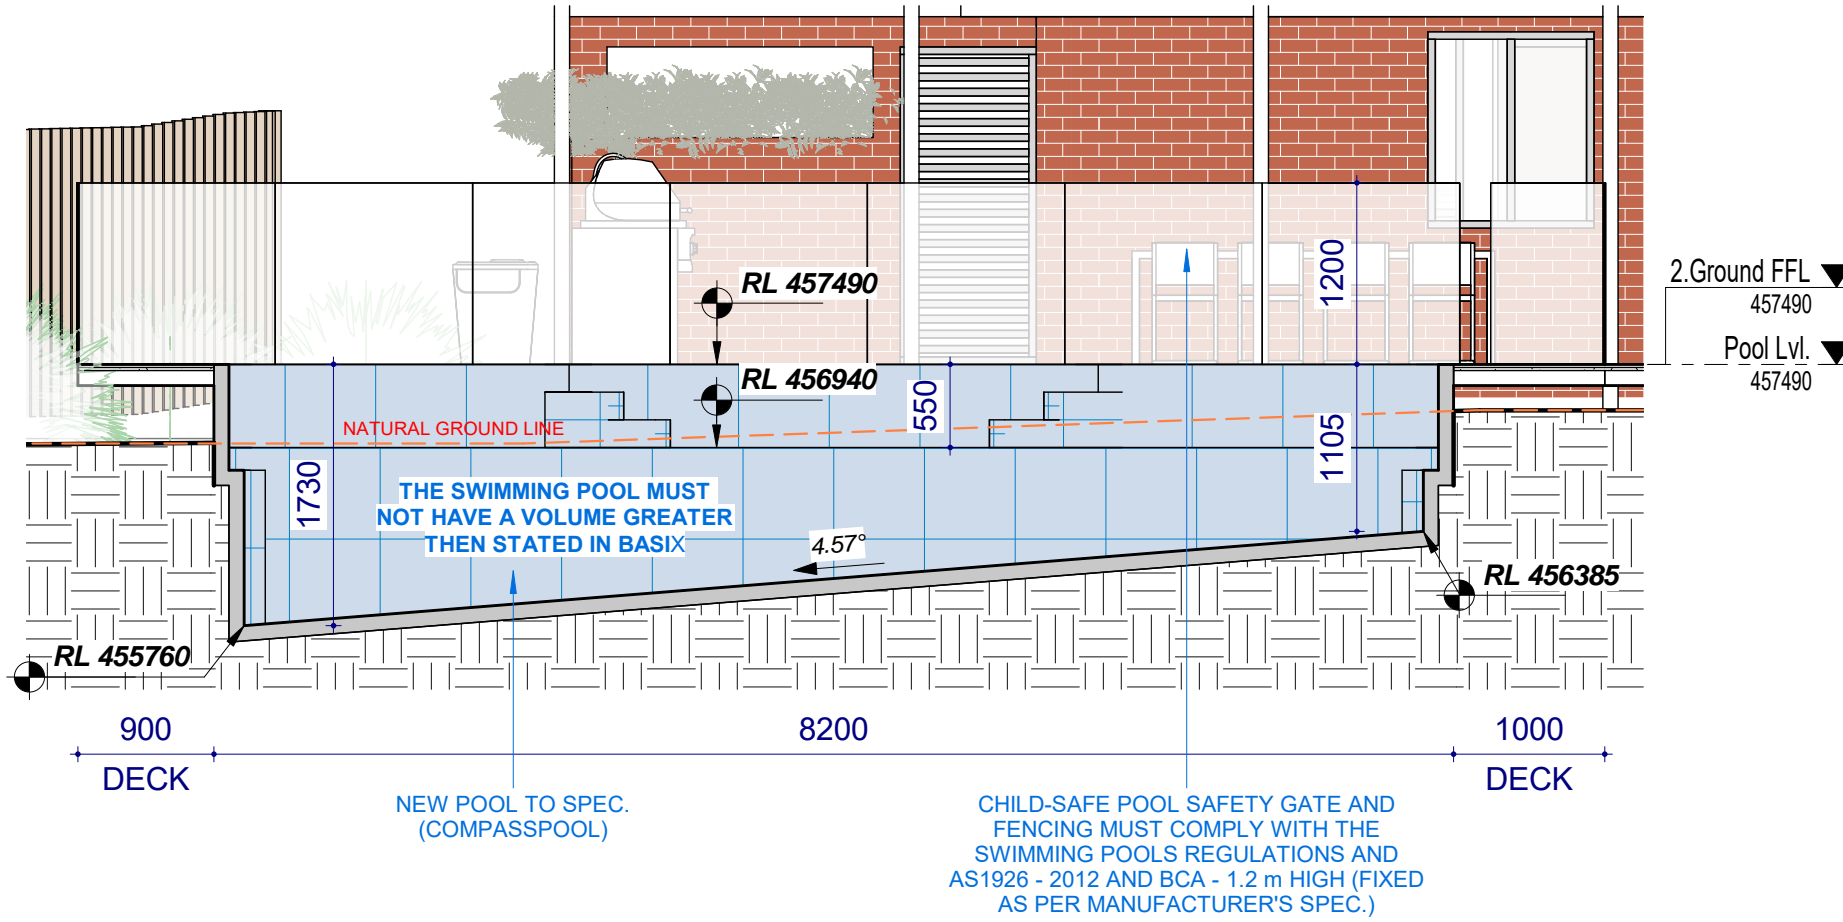 RL 457490
1200
2.Ground FFL
457490
Pool Lvl.
457490
RL 456940
550
NATURAL GROUND LINE
1105
1730
THE SWIMMING POOL MUST
NOT HAVE A VOLUME GREATER
THEN STATED IN BASIX
4.57°
RL 456385
RL 455760
900
8200
1000
DECK
DECK
NEW POOL TO SPEC.
(COMPASSPOOL)
CHILD-SAFE POOL SAFETY GATE AND
FENCING MUST COMPLY WITH THE
SWIMMING POOLS REGULATIONS AND
AS1926 - 2012 AND BCA - 1.2 m HIGH (FIXED
AS PER MANUFACTURER'S SPEC.)